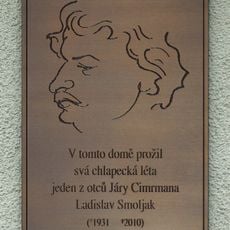 V tomto domě prožil
svá chlapecká léta
jeden z otců Járy Cimrmana
Ladislav Smoljak
(*1931 †2010)